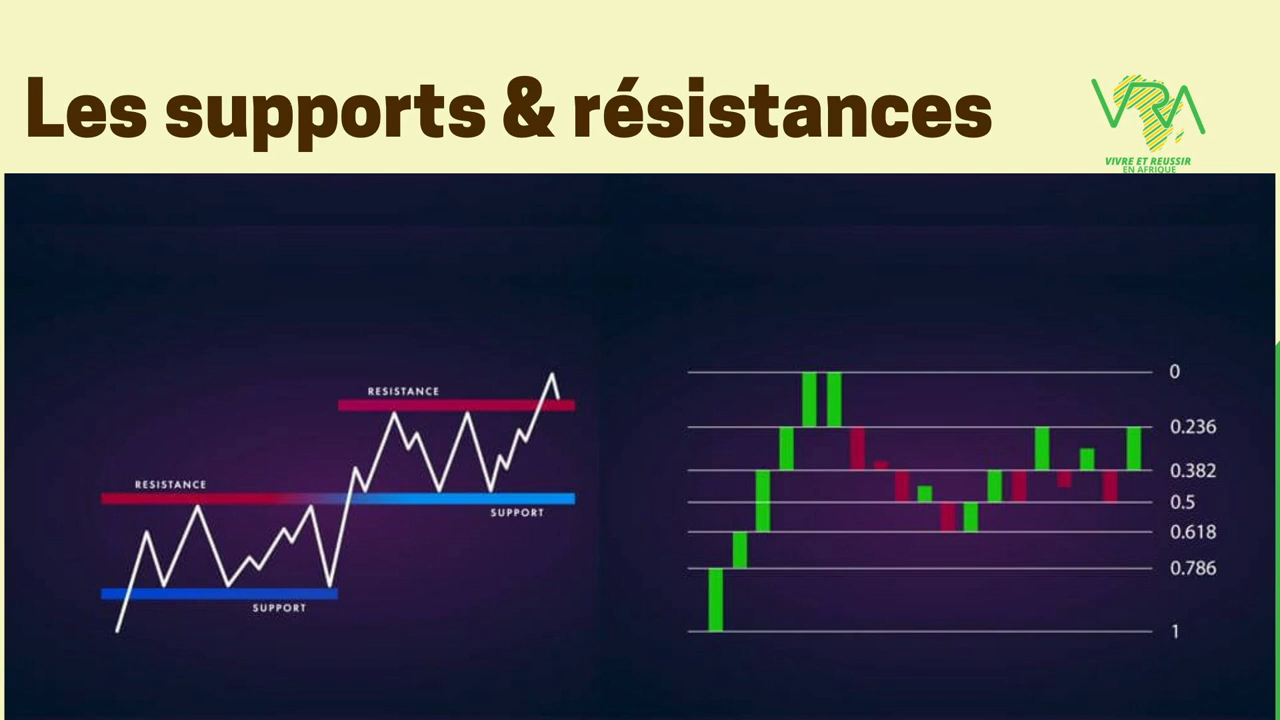 Les supports & résistances
VRA
VIVRE ET REUSSIR
EN AFRIQUE
RESISTANCE
RESISTANCE
SUPPORT
SUPPORT
0
0.236
0.382
0.5
0.618
0.786
1